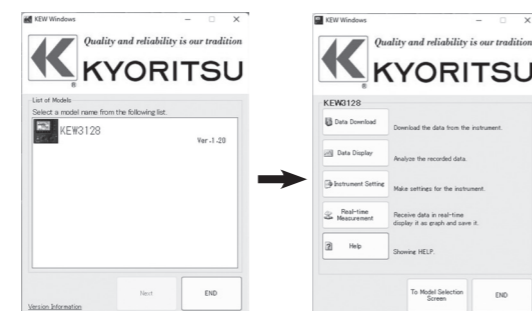 KEW Windows
Quality and reliability is our tradition
KYORITSU
List of Models
Select a model name from the following list.
KEW3128
Ver.1.20
Next
END
Version Information
KEW Windows
Quality and reliability is our tradition
KYORITSU
KEW3128
Data Download
Download the data from the instrument.
Data Display
Analyze the recorded data.
Instrument Setting
Make settings for the instrument.
Real-time
Measurement
Receive data in real-time
display it as graph and save it.
Help
Showing HELP.
To Model Selection
Screen
END